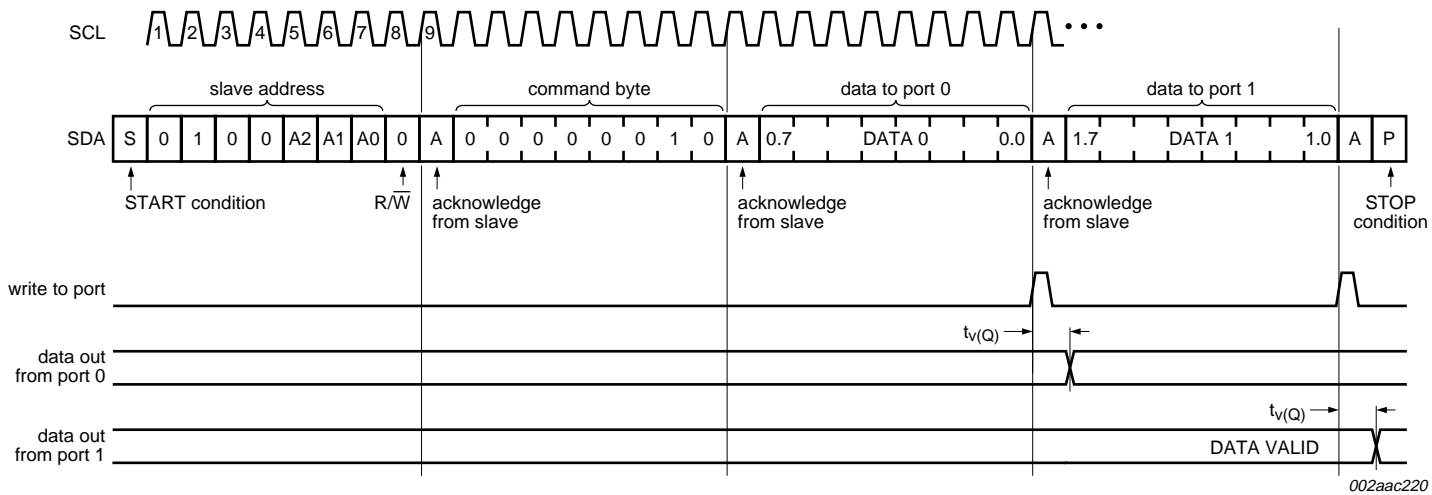 SCL 1 2 3 4 5 6 7 8 9 •••
slave address command byte data to port 0 data to port 1
SDA S 0 1 0 0 A2 A1 A0 0 A 0 0 0 0 0 0 1 0 A 0.7 DATA 0 0.0 A 1.7 DATA 1 1.0 A P
START condition R/W̅ acknowledge acknowledge acknowledge STOP
from slave from slave from slave condition
write to port
tv(Q)
data out
from port 0
tv(Q)
data out
from port 1 DATA VALID
002aac220